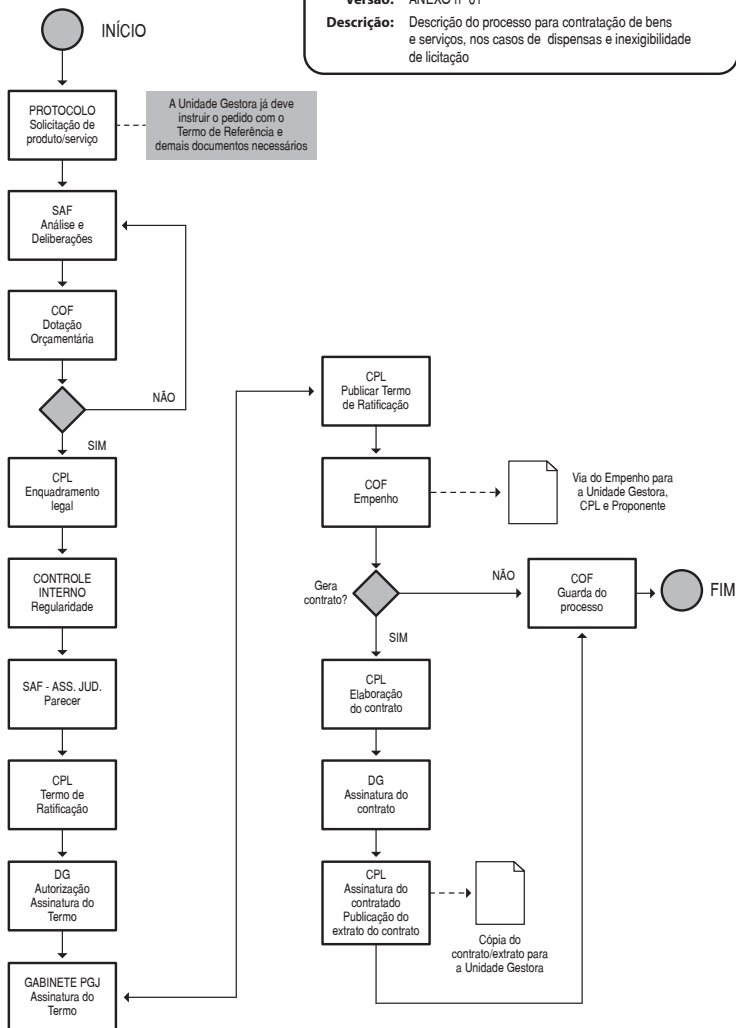 Versão: ANEXO nº 01
Descrição: Descrição do processo para contratação de bens
e serviços, nos casos de dispensas e inexigibilidade
de licitação
INÍCIO
PROTOCOLO
Solicitação de
produto/serviço
A Unidade Gestora já deve
instruir o pedido com o
Termo de Referência e
demais documentos necessários
SAF
Análise e
Deliberações
COF
Dotação
Orçamentária
NÃO
SIM
CPL
Enquadramento
legal
CONTROLE
INTERNO
Regularidade
SAF - ASS. JUD.
Parecer
CPL
Termo de
Ratificação
DG
Autorização
Assinatura do
Termo
GABINETE PGJ
Assinatura do
Termo
CPL
Publicar Termo
de Ratificação
COF
Empenho
Via do Empenho para
a Unidade Gestora,
CPL e Proponente
Gera
contrato?
NÃO
COF
Guarda do
processo
FIM
SIM
CPL
Elaboração
do contrato
DG
Assinatura do
contrato
CPL
Assinatura do
contratado
Publicação do
extrato do contrato
Cópia do
contrato/extrato para
a Unidade Gestora